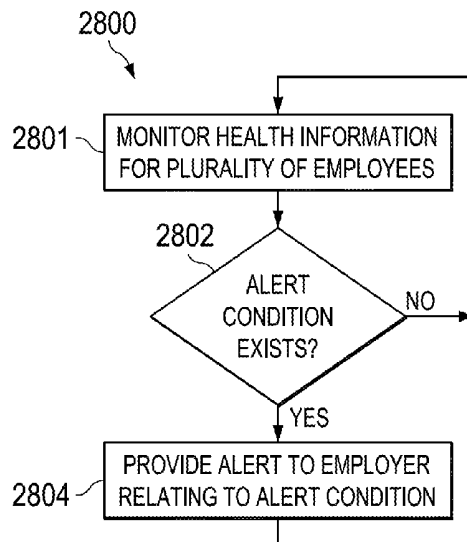 2800
2801
MONITOR HEALTH INFORMATION
FOR PLURALITY OF EMPLOYEES
2802
ALERT
CONDITION
EXISTS?
NO
YES
2804
PROVIDE ALERT TO EMPLOYER
RELATING TO ALERT CONDITION